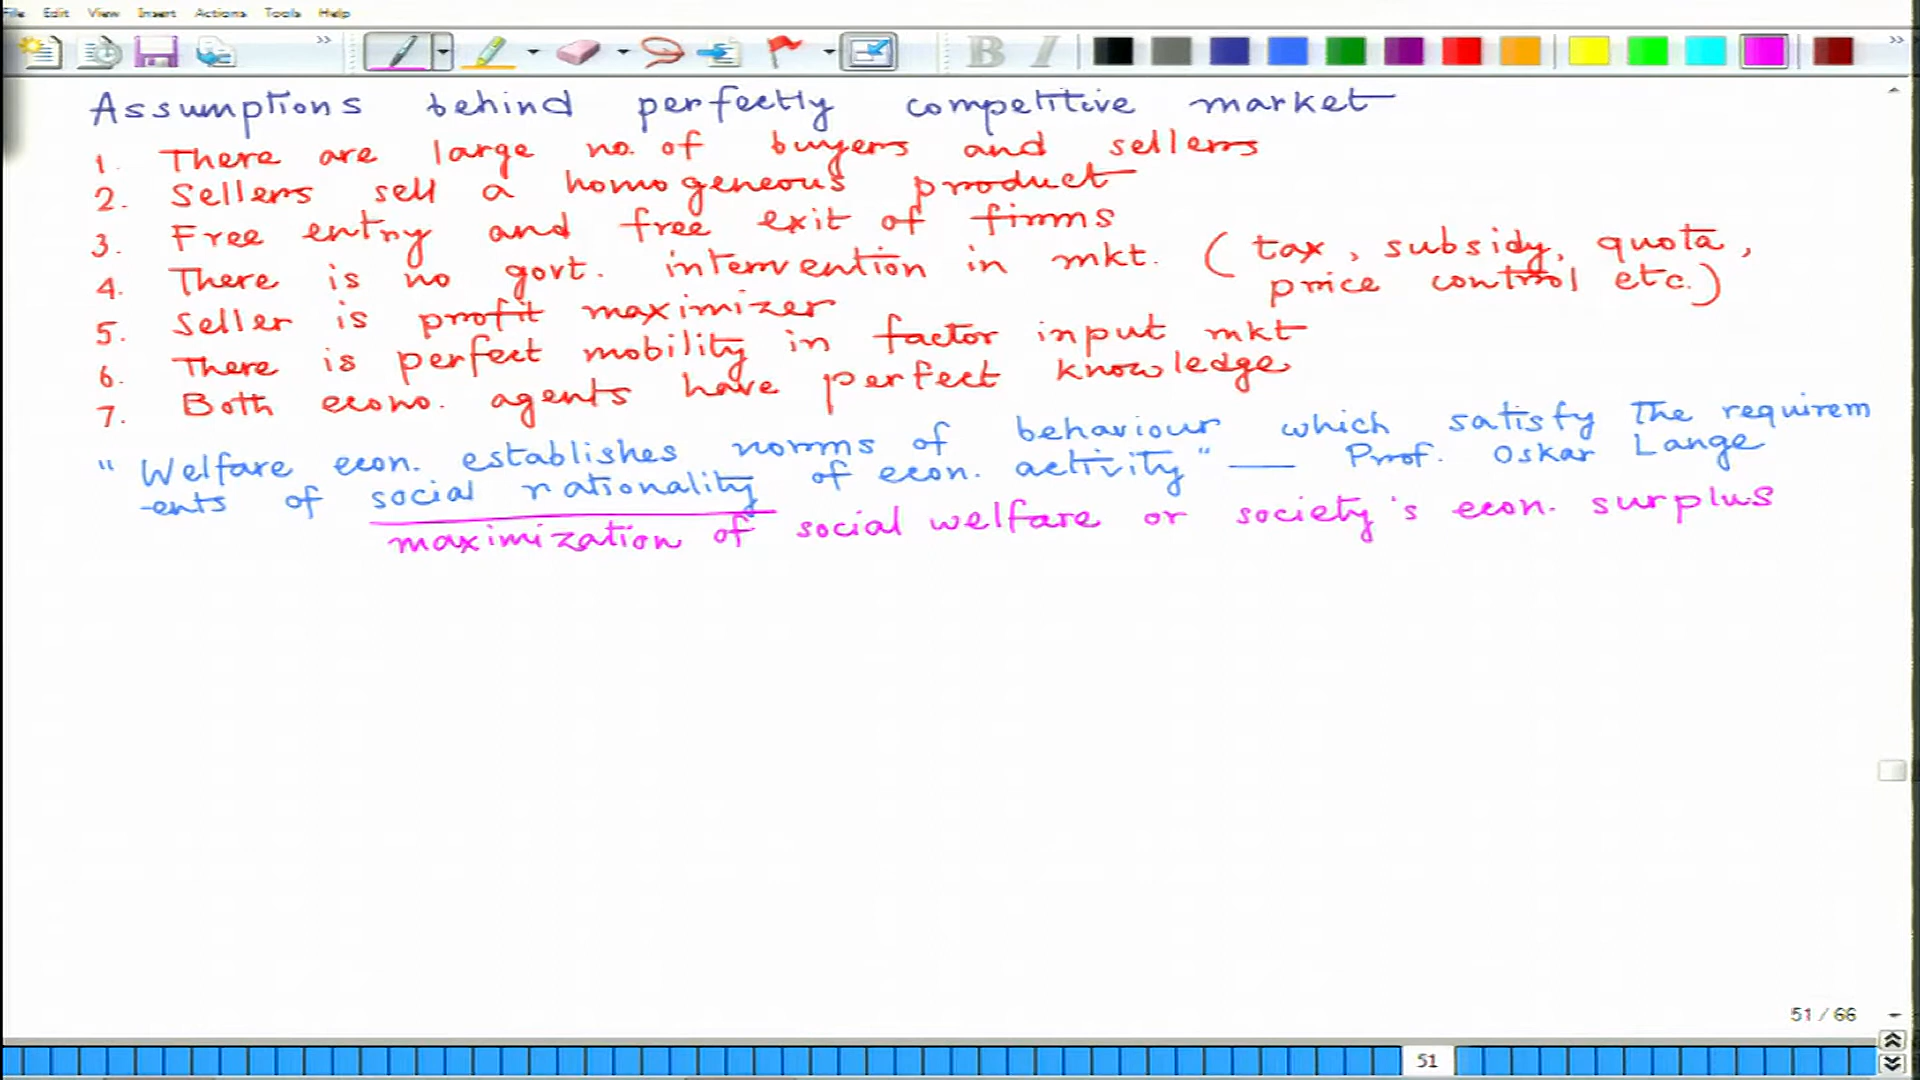 File Edit View Insert Actions Tools Help
Assumptions behind perfectly competitive market
1. There are large no. of buyers and sellers
2. Sellers sell a homogeneous product
3. Free entry and free exit of firms
4. There is no govt. intervention in mkt. (tax, subsidy, quota,
price control etc.)
5. Seller is profit maximizer
6. There is perfect mobility in factor input mkt
7. Both econo. agents have perfect knowledge
"Welfare econ. establishes norms of behaviour which satisfy the requirem
-ents of social rationality of econ. activity" — Prof. Oskar Lange
maximization of social welfare or society's econ. surplus
51 / 66
51